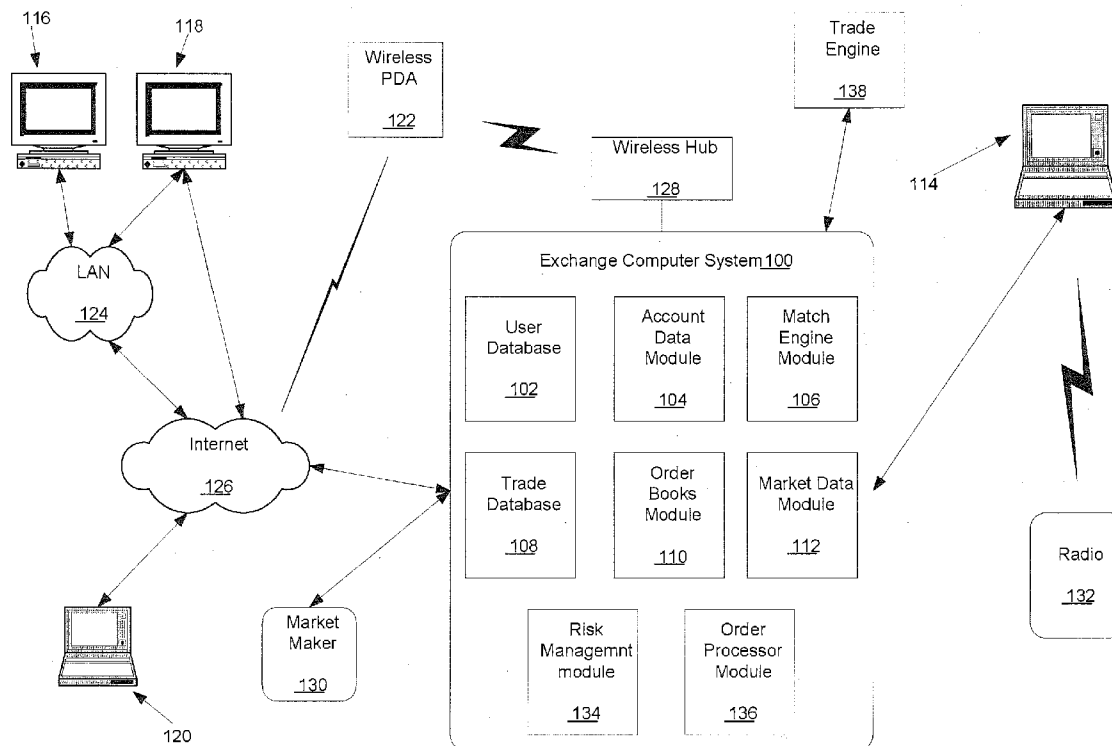 116
118
Wireless
PDA
122
Trade
Engine
138
Wireless Hub
128
114
LAN
124
Exchange Computer System 100
User
Database
102
Account
Data
Module
104
Match
Engine
Module
106
Internet
126
Trade
Database
108
Order
Books
Module
110
Market Data
Module
112
Radio
132
Market
Maker
130
Risk
Managemnt
module
134
Order
Processor
Module
136
120